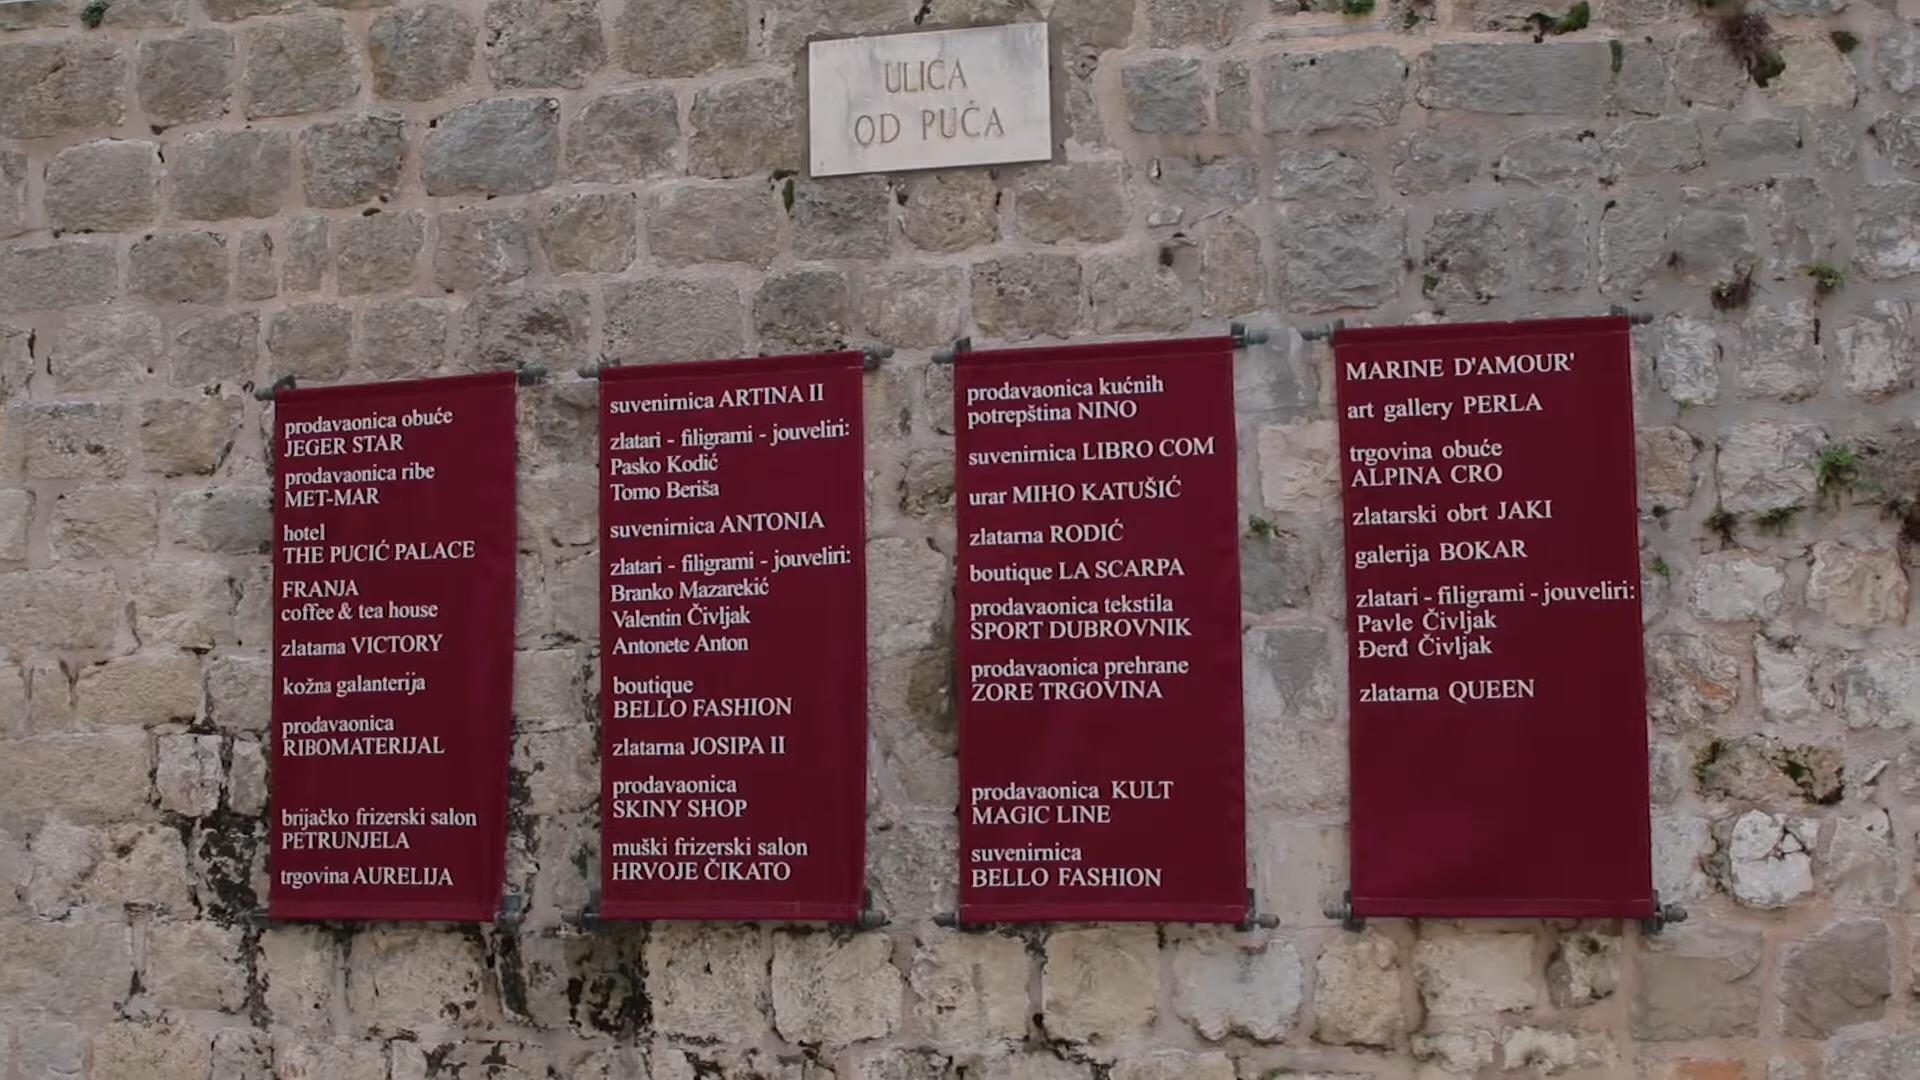 ULICA
OD PUČA
prodavaonica obuće
JEGER STAR
prodavaonica ribe
MET-MAR
hotel
THE PUCIĆ PALACE
FRANJA
coffee & tea house
zlatarna VICTORY
kožna galanterija
prodavaonica
RIBOMATERIJAL
brijačko frizerski salon
PETRUNJELA
trgovina AURELIJA
suvenirnica ARTINA II
zlatari - filigrami - jouveliri:
Pasko Kodić
Tomo Beriša
suvenirnica ANTONIA
zlatari - filigrami - jouveliri:
Branko Mazarekić
Valentin Čivljak
Antonete Anton
boutique
BELLO FASHION
zlatarna JOSIPA II
prodavaonica
SKINY SHOP
muški frizerski salon
HRVOJE ČIKATO
prodavaonica kućnih
potrepština NINO
suvenirnica LIBRO COM
urar MIHO KATUŠIĆ
zlatarna RODIĆ
boutique LA SCARPA
prodavaonica tekstila
SPORT DUBROVNIK
prodavaonica prehrane
ZORE TRGOVINA
prodavaonica KULT
MAGIC LINE
suvenirnica
BELLO FASHION
MARINE D'AMOUR'
art gallery PERLA
trgovina obuće
ALPINA CRO
zlatarski obrt JAKI
galerija BOKAR
zlatari - filigrami - jouveliri:
Pavle Čivljak
Đerđ Čivljak
zlatarna QUEEN